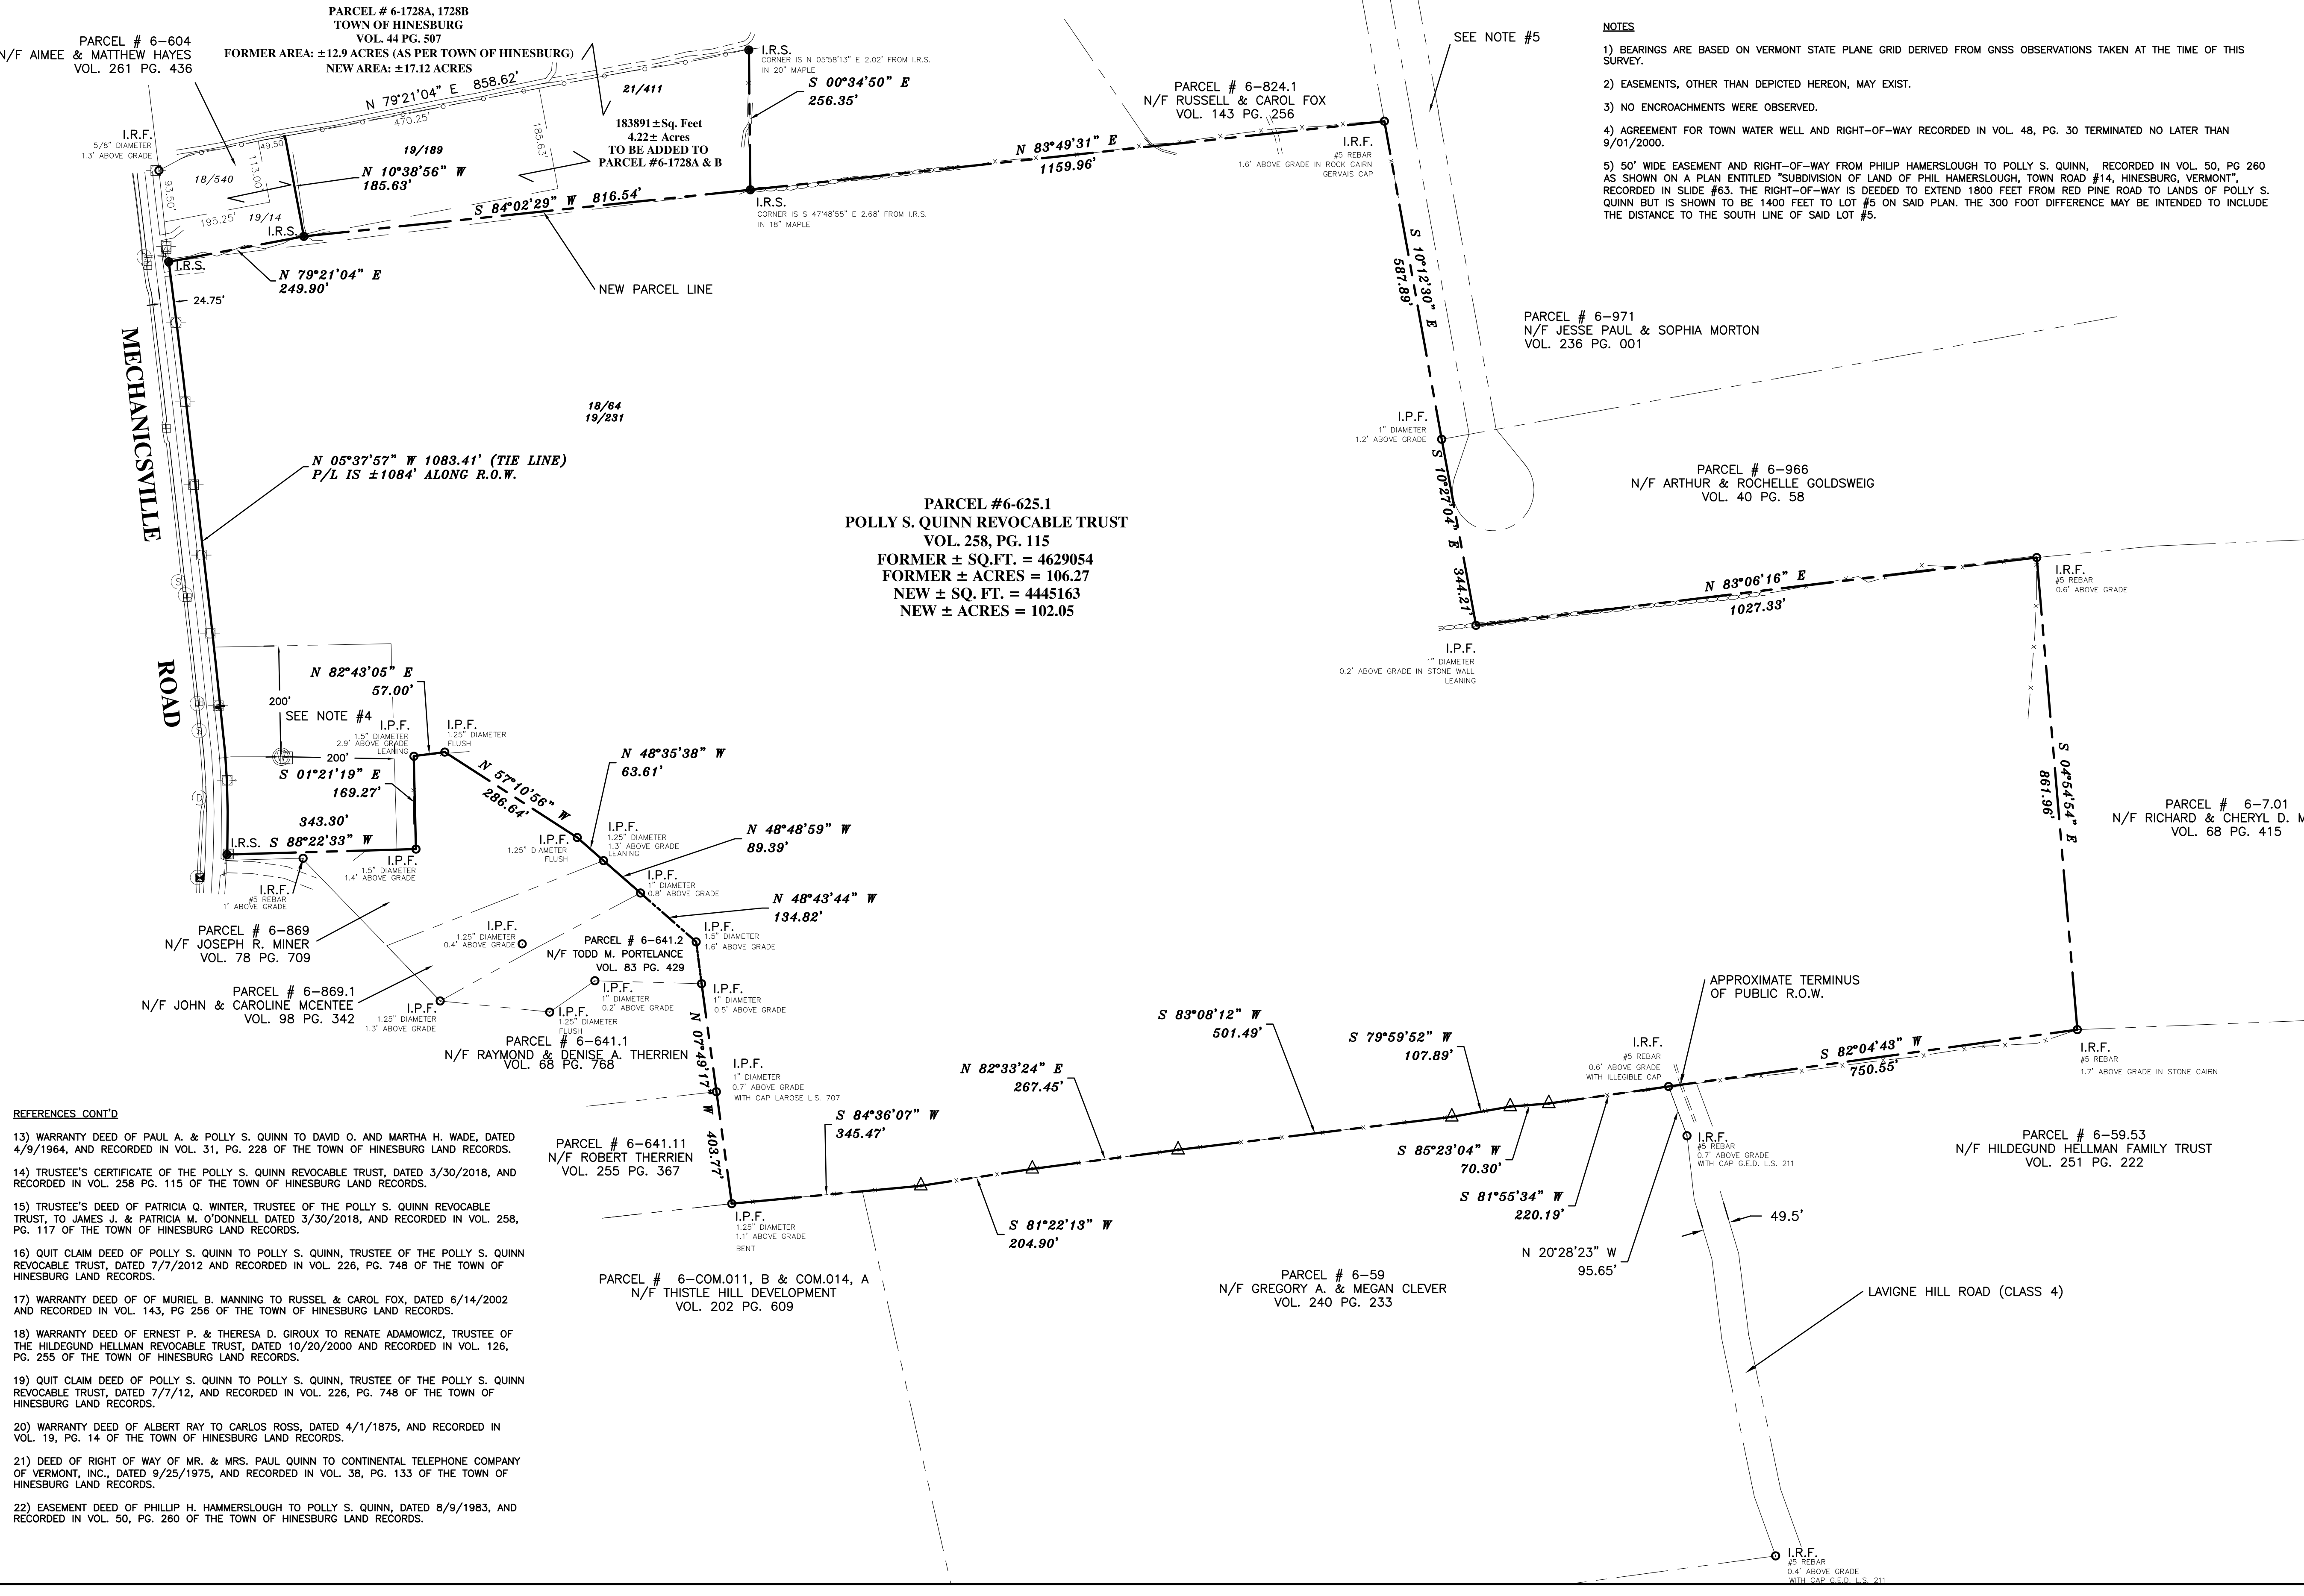 PARCEL # 6-1728A, 1728B
TOWN OF HINESBURG
VOL. 44 PG. 507
FORMER AREA: ±12.9 ACRES (AS PER TOWN OF HINESBURG)
NEW AREA: ±17.12 ACRES
PARCEL # 6-604
N/F AIMEE & MATTHEW HAYES
VOL. 261 PG. 436
N 79°21'04" E 858.62'
470.25'
21/411
I.R.S.
CORNER IS N 05°58'13" E 2.02' FROM I.R.S.
IN 20" MAPLE
S 00°34'50" E
256.35'
I.R.F.
5/8" DIAMETER
1.3' ABOVE GRADE
49.50'
113.00'
185.63'
19/189
183891±Sq. Feet
4.22± Acres
TO BE ADDED TO
PARCEL #6-1728A & B
N 10°38'56" W
185.63'
18/540
93.50'
195.25'
19/14
I.R.S.
S 84°02'29" W 816.54'
I.R.S.
CORNER IS S 47°48'55" E 2.68' FROM I.R.S.
IN 18" MAPLE
I.R.S.
N 79°21'04" E
249.90'
24.75'
NEW PARCEL LINE
PARCEL # 6-824.1
N/F RUSSELL & CAROL FOX
VOL. 143 PG. 256
N 83°49'31" E
1159.96'
I.R.F.
#5 REBAR
1.6' ABOVE GRADE IN ROCK CAIRN
GERVAIS CAP
SEE NOTE #5
NOTES
1) BEARINGS ARE BASED ON VERMONT STATE PLANE GRID DERIVED FROM GNSS OBSERVATIONS TAKEN AT THE TIME OF THIS
SURVEY.
2) EASEMENTS, OTHER THAN DEPICTED HEREON, MAY EXIST.
3) NO ENCROACHMENTS WERE OBSERVED.
4) AGREEMENT FOR TOWN WATER WELL AND RIGHT-OF-WAY RECORDED IN VOL. 48, PG. 30 TERMINATED NO LATER THAN
9/01/2000.
5) 50' WIDE EASEMENT AND RIGHT-OF-WAY FROM PHILIP HAMERSLOUGH TO POLLY S. QUINN, RECORDED IN VOL. 50, PG 260
AS SHOWN ON A PLAN ENTITLED "SUBDIVISION OF LAND OF PHIL HAMERSLOUGH, TOWN ROAD #14, HINESBURG, VERMONT",
RECORDED IN SLIDE #63. THE RIGHT-OF-WAY IS DEEDED TO EXTEND 1800 FEET FROM RED PINE ROAD TO LANDS OF POLLY S.
QUINN BUT IS SHOWN TO BE 1400 FEET TO LOT #5 ON SAID PLAN. THE 300 FOOT DIFFERENCE MAY BE INTENDED TO INCLUDE
THE DISTANCE TO THE SOUTH LINE OF SAID LOT #5.
S 10°12'30" E
587.89'
PARCEL # 6-971
N/F JESSE PAUL & SOPHIA MORTON
VOL. 236 PG. 001
MECHANICSVILLE
ROAD
18/64
19/231
I.P.F.
1" DIAMETER
1.2' ABOVE GRADE
N 05°37'57" W 1083.41' (TIE LINE)
P/L IS ±1084' ALONG R.O.W.
S 10°27'04" E 344.21'
PARCEL # 6-966
N/F ARTHUR & ROCHELLE GOLDSWEIG
VOL. 40 PG. 58
PARCEL #6-625.1
POLLY S. QUINN REVOCABLE TRUST
VOL. 258, PG. 115
FORMER ± SQ.FT. = 4629054
FORMER ± ACRES = 106.27
NEW ± SQ. FT. = 4445163
NEW ± ACRES = 102.05
N 83°06'16" E
1027.33'
I.R.F.
#5 REBAR
0.6' ABOVE GRADE
I.P.F.
1" DIAMETER
0.2' ABOVE GRADE IN STONE WALL
LEANING
S
S
D
N 82°43'05" E
57.00'
200'
SEE NOTE #4
I.P.F.
1.5" DIAMETER
2.9' ABOVE GRADE
LEANING
I.P.F.
1.25" DIAMETER
FLUSH
200'
S 01°21'19" E
169.27'
343.30'
I.R.S. S 88°22'33" W
I.P.F.
1.5" DIAMETER
1.4' ABOVE GRADE
I.R.F.
#5 REBAR
1' ABOVE GRADE
N 57°10'56" W
286.64'
N 48°35'38" W
63.61'
I.P.F.
1.25" DIAMETER
FLUSH
I.P.F.
1.25" DIAMETER
1.3' ABOVE GRADE
LEANING
N 48°48'59" W
89.39'
I.P.F.
1" DIAMETER
0.8' ABOVE GRADE
N 48°43'44" W
134.82'
S 04°54'54" E
861.96'
PARCEL # 6-7.01
N/F RICHARD & CHERYL D. M
VOL. 68 PG. 415
PARCEL # 6-869
N/F JOSEPH R. MINER
VOL. 78 PG. 709
I.P.F.
1.25" DIAMETER
0.4' ABOVE GRADE
PARCEL # 6-641.2
N/F TODD M. PORTELANCE
VOL. 83 PG. 429
I.P.F.
1.5" DIAMETER
1.6' ABOVE GRADE
PARCEL # 6-869.1
N/F JOHN & CAROLINE MCENTEE
VOL. 98 PG. 342
I.P.F.
1.25" DIAMETER
1.3' ABOVE GRADE
I.P.F.
1.25" DIAMETER
FLUSH
I.P.F.
1" DIAMETER
0.2' ABOVE GRADE
I.P.F.
1" DIAMETER
0.5' ABOVE GRADE
PARCEL # 6-641.1
N/F RAYMOND & DENISE A. THERRIEN
VOL. 68 PG. 768
N 07°49'17" W 403.77'
I.P.F.
1" DIAMETER
0.7' ABOVE GRADE
WITH CAP LAROSE L.S. 707
PARCEL # 6-641.11
N/F ROBERT THERRIEN
VOL. 255 PG. 367
I.P.F.
1.25" DIAMETER
1.1' ABOVE GRADE
BENT
S 84°36'07" W
345.47'
N 82°33'24" E
267.45'
S 83°08'12" W
501.49'
S 79°59'52" W
107.89'
I.R.F.
#5 REBAR
0.6' ABOVE GRADE
WITH ILLEGIBLE CAP
APPROXIMATE TERMINUS
OF PUBLIC R.O.W.
S 82°04'43" W
750.55'
I.R.F.
#5 REBAR
1.7' ABOVE GRADE IN STONE CAIRN
S 81°22'13" W
204.90'
S 85°23'04" W
70.30'
S 81°55'34" W
220.19'
I.R.F.
#5 REBAR
0.7' ABOVE GRADE
WITH CAP G.E.D. L.S. 211
N 20°28'23" W
95.65'
49.5'
PARCEL # 6-59.53
N/F HILDEGUND HELLMAN FAMILY TRUST
VOL. 251 PG. 222
PARCEL # 6-COM.011, B & COM.014, A
N/F THISTLE HILL DEVELOPMENT
VOL. 202 PG. 609
PARCEL # 6-59
N/F GREGORY A. & MEGAN CLEVER
VOL. 240 PG. 233
LAVIGNE HILL ROAD (CLASS 4)
I.R.F.
#5 REBAR
0.4' ABOVE GRADE
WITH CAP G.E.D. L.S. 211
REFERENCES CONT'D
13) WARRANTY DEED OF PAUL A. & POLLY S. QUINN TO DAVID O. AND MARTHA H. WADE, DATED
4/9/1964, AND RECORDED IN VOL. 31, PG. 228 OF THE TOWN OF HINESBURG LAND RECORDS.
14) TRUSTEE'S CERTIFICATE OF THE POLLY S. QUINN REVOCABLE TRUST, DATED 3/30/2018, AND
RECORDED IN VOL. 258 PG. 115 OF THE TOWN OF HINESBURG LAND RECORDS.
15) TRUSTEE'S DEED OF PATRICIA Q. WINTER, TRUSTEE OF THE POLLY S. QUINN REVOCABLE
TRUST, TO JAMES J. & PATRICIA M. O'DONNELL DATED 3/30/2018, AND RECORDED IN VOL. 258,
PG. 117 OF THE TOWN OF HINESBURG LAND RECORDS.
16) QUIT CLAIM DEED OF POLLY S. QUINN TO POLLY S. QUINN, TRUSTEE OF THE POLLY S. QUINN
REVOCABLE TRUST, DATED 7/7/2012 AND RECORDED IN VOL. 226, PG. 748 OF THE TOWN OF
HINESBURG LAND RECORDS.
17) WARRANTY DEED OF OF MURIEL B. MANNING TO RUSSEL & CAROL FOX, DATED 6/14/2002
AND RECORDED IN VOL. 143, PG 256 OF THE TOWN OF HINESBURG LAND RECORDS.
18) WARRANTY DEED OF ERNEST P. & THERESA D. GIROUX TO RENATE ADAMOWICZ, TRUSTEE OF
THE HILDEGUND HELLMAN REVOCABLE TRUST, DATED 10/20/2000 AND RECORDED IN VOL. 126,
PG. 255 OF THE TOWN OF HINESBURG LAND RECORDS.
19) QUIT CLAIM DEED OF POLLY S. QUINN TO POLLY S. QUINN, TRUSTEE OF THE POLLY S. QUINN
REVOCABLE TRUST, DATED 7/7/12, AND RECORDED IN VOL. 226, PG. 748 OF THE TOWN OF
HINESBURG LAND RECORDS.
20) WARRANTY DEED OF ALBERT RAY TO CARLOS ROSS, DATED 4/1/1875, AND RECORDED IN
VOL. 19, PG. 14 OF THE TOWN OF HINESBURG LAND RECORDS.
21) DEED OF RIGHT OF WAY OF MR. & MRS. PAUL QUINN TO CONTINENTAL TELEPHONE COMPANY
OF VERMONT, INC., DATED 9/25/1975, AND RECORDED IN VOL. 38, PG. 133 OF THE TOWN OF
HINESBURG LAND RECORDS.
22) EASEMENT DEED OF PHILLIP H. HAMMERSLOUGH TO POLLY S. QUINN, DATED 8/9/1983, AND
RECORDED IN VOL. 50, PG. 260 OF THE TOWN OF HINESBURG LAND RECORDS.